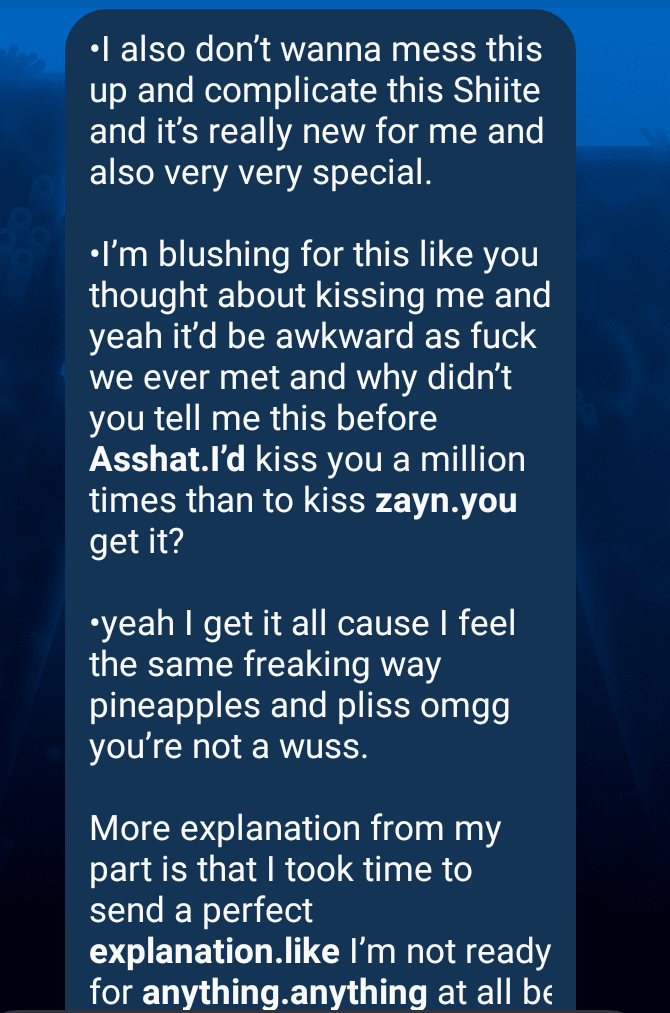 •I also don’t wanna mess this
up and complicate this Shiite
and it’s really new for me and
also very very special.
•I’m blushing for this like you
thought about kissing me and
yeah it’d be awkward as fuck
we ever met and why didn’t
you tell me this before
Asshat.I’d kiss you a million
times than to kiss zayn.you
get it?
•yeah I get it all cause I feel
the same freaking way
pineapples and pliss omgg
you’re not a wuss.
More explanation from my
part is that I took time to
send a perfect
explanation.like I’m not ready
for anything.anything at all